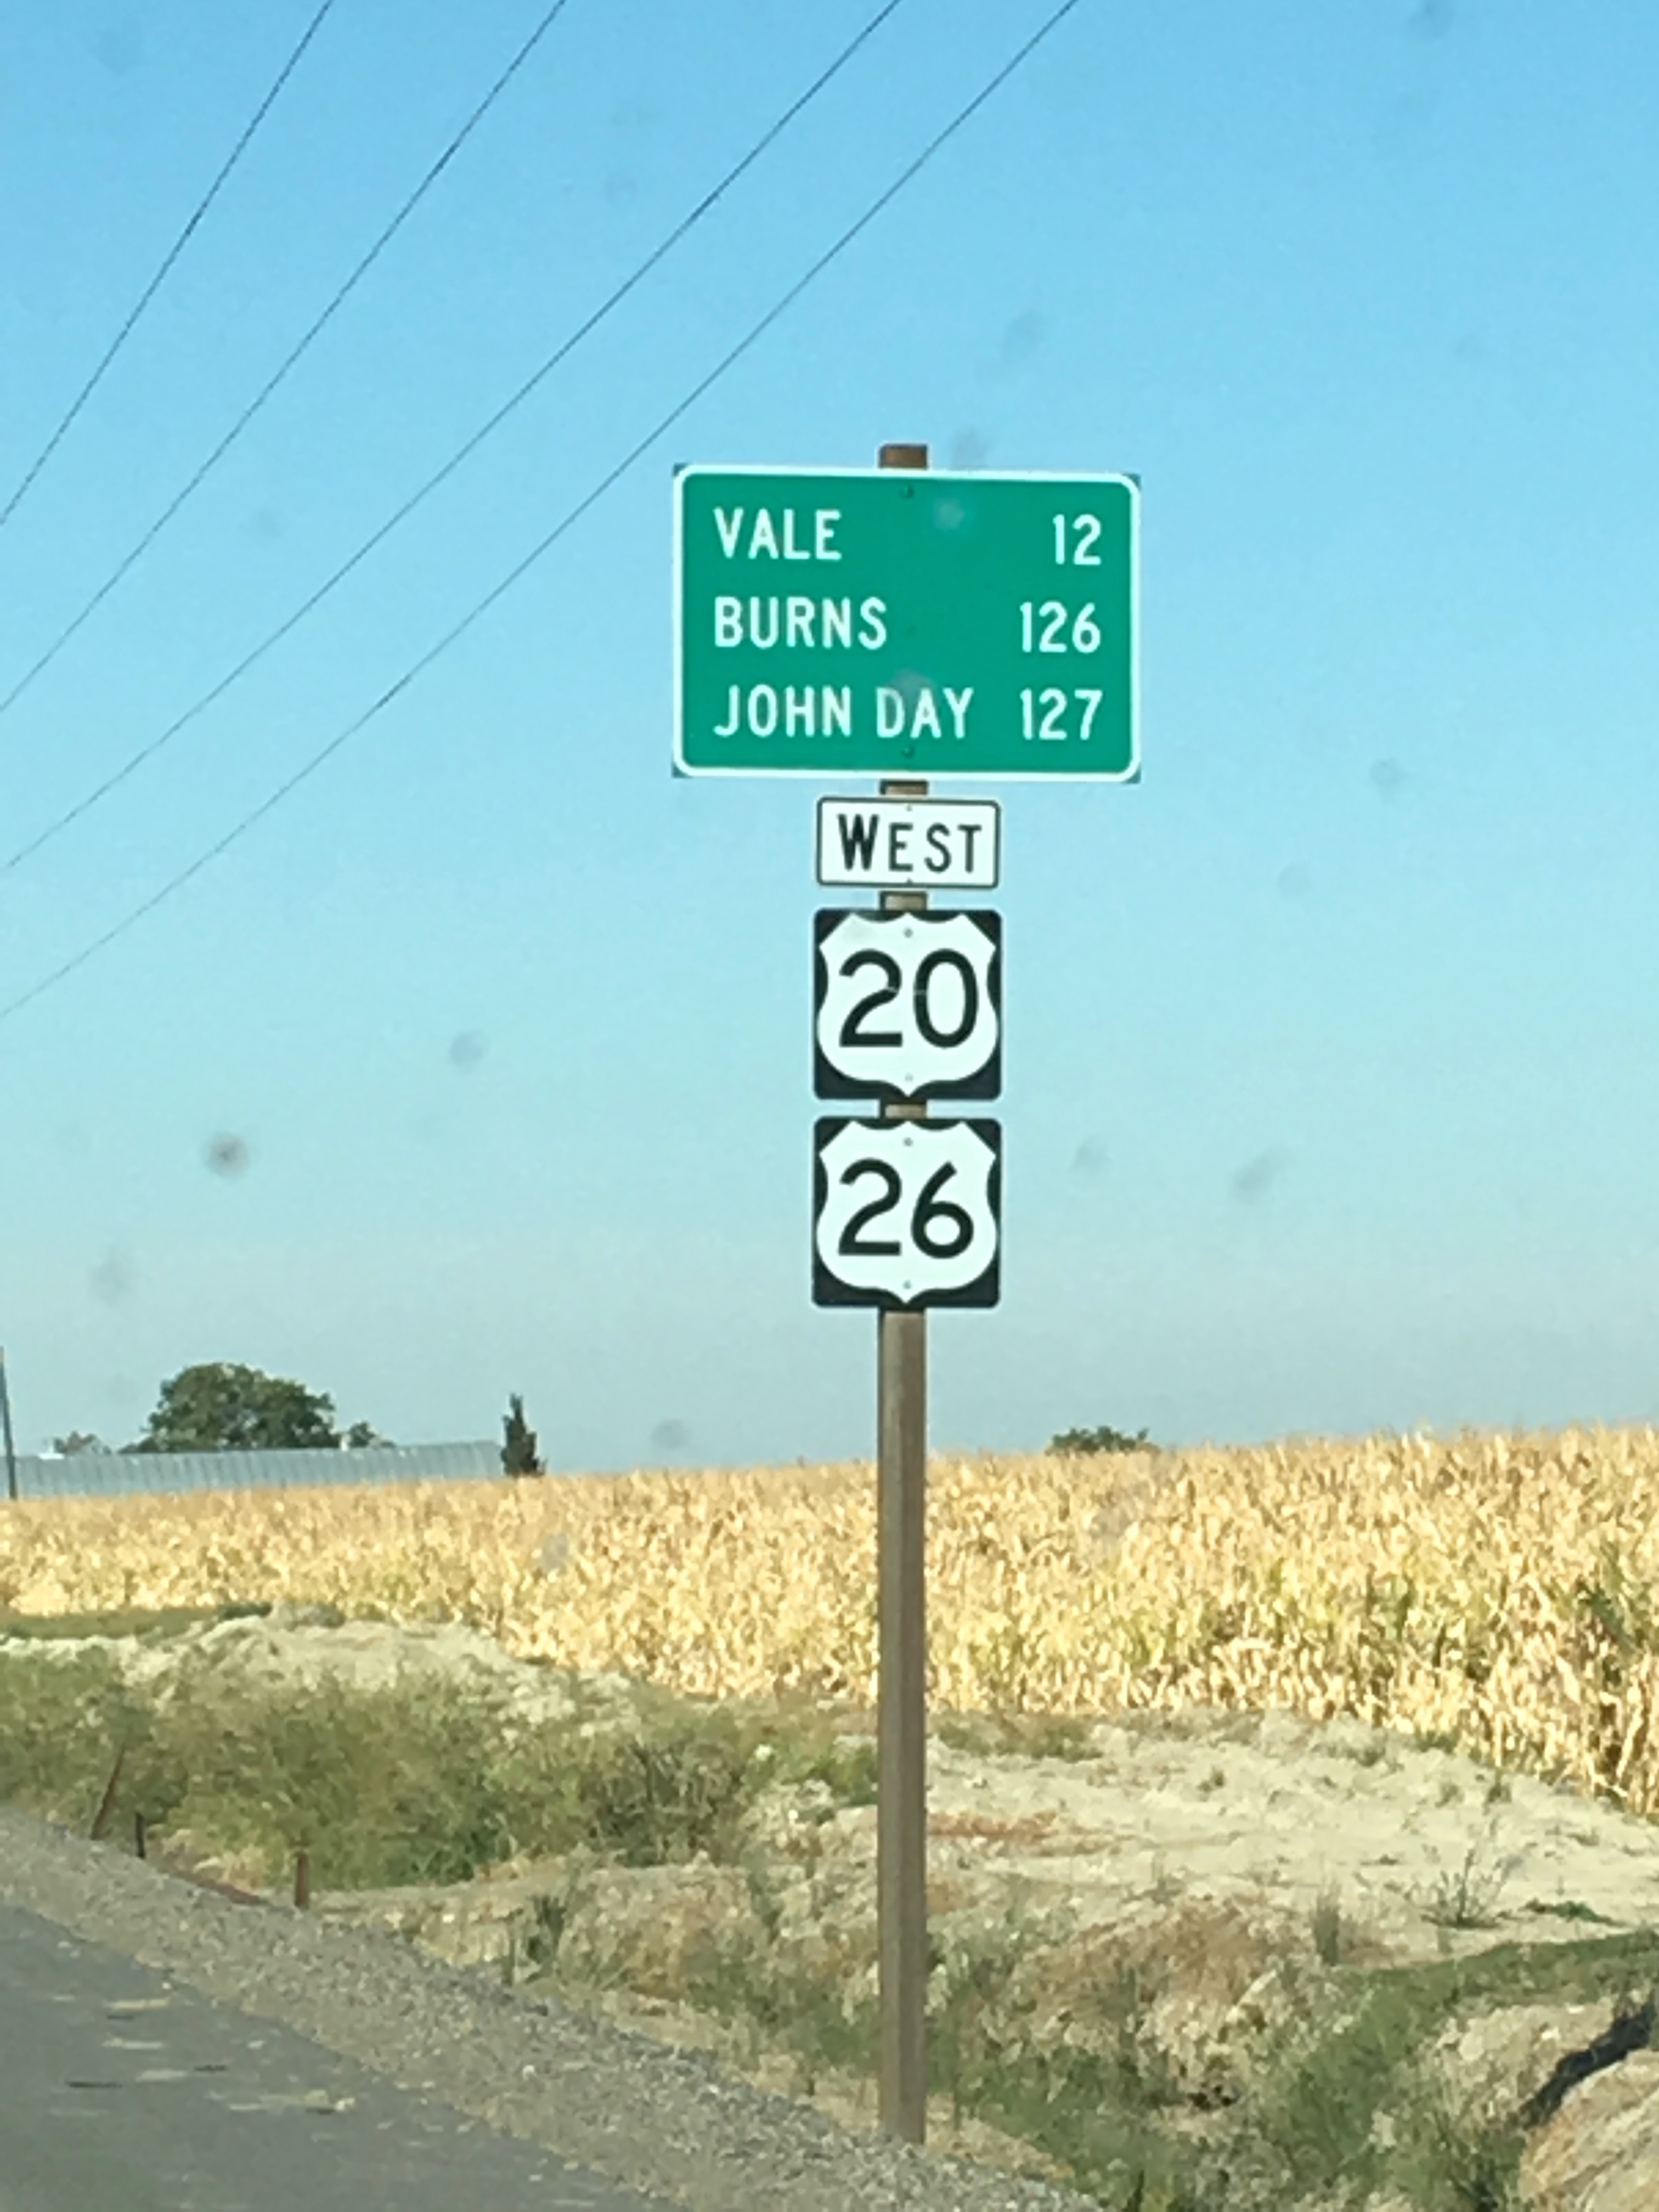 VALE 12
BURNS 126
JOHN DAY 127
WEST
20
26